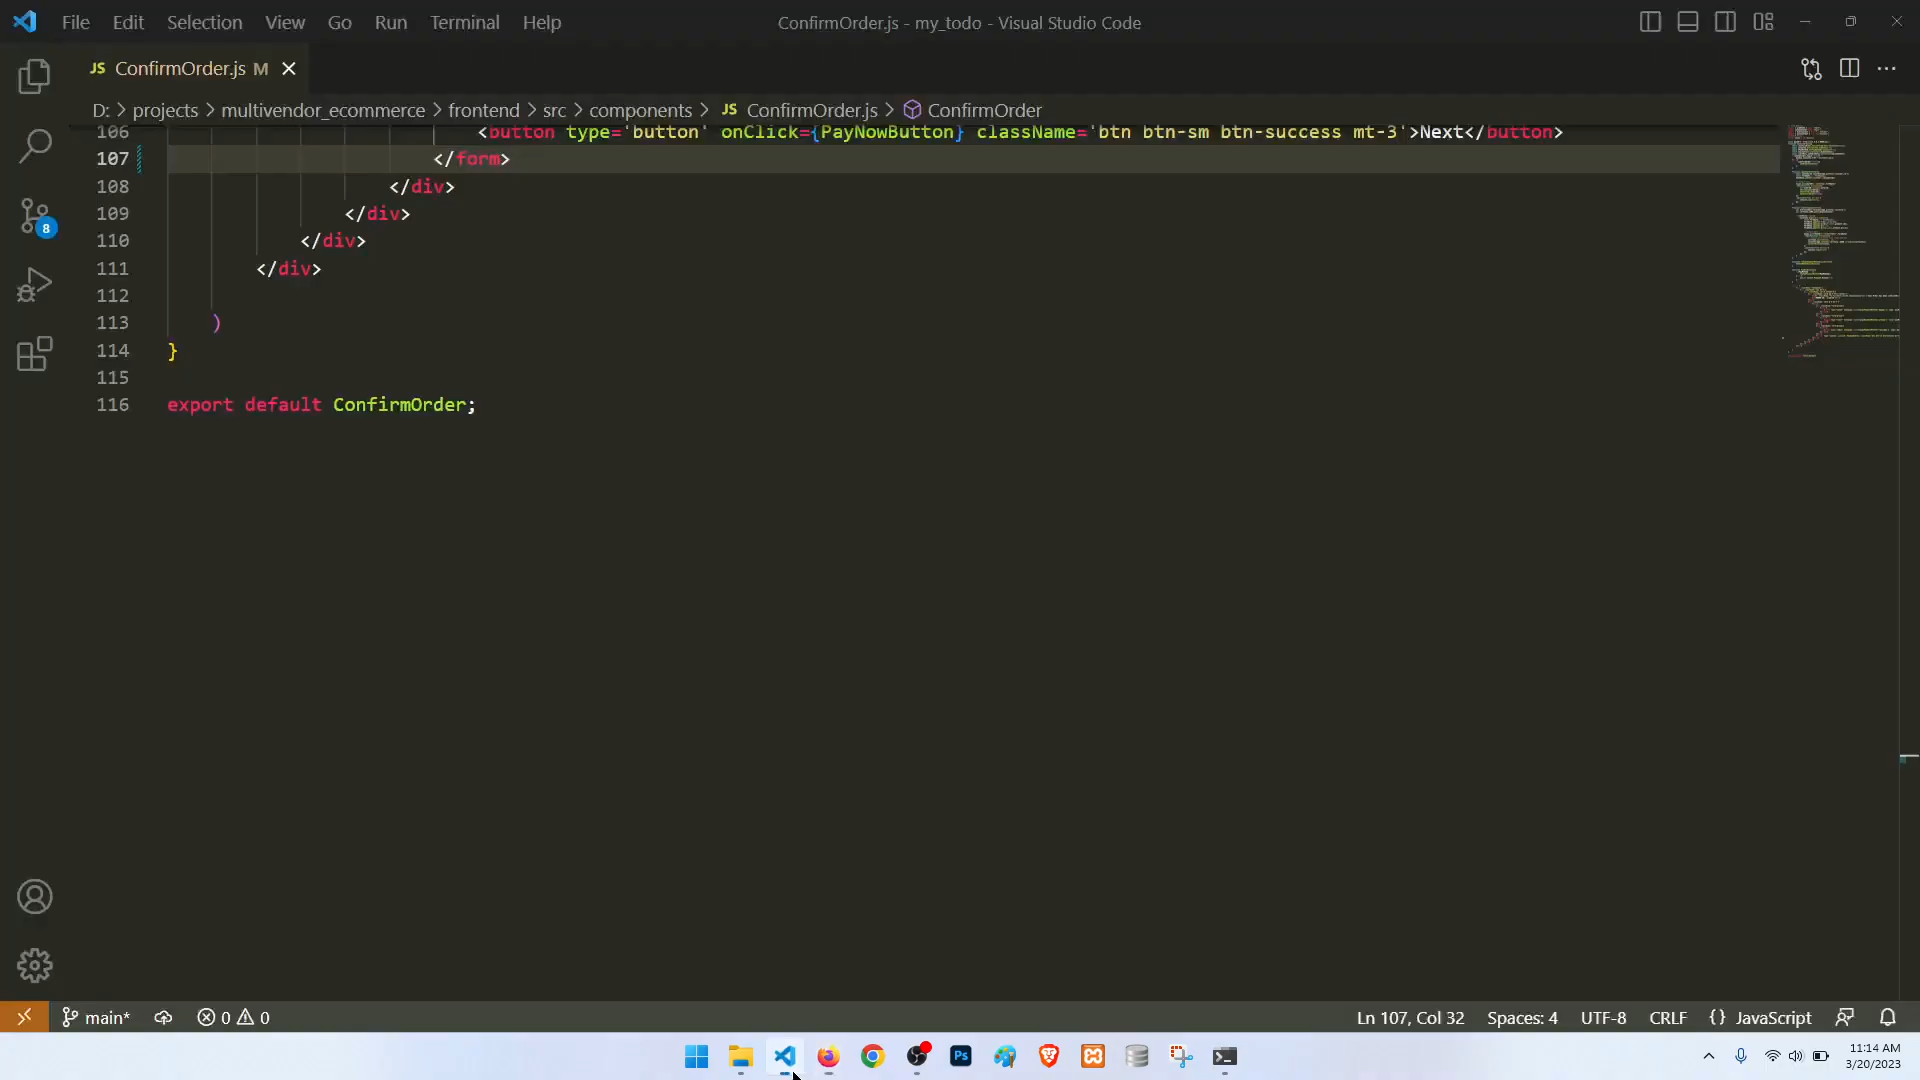 File Edit Selection View Go Run Terminal Help ConfirmOrder.js - my_todo - Visual Studio Code
JS ConfirmOrder.js M
D: > projects > multivendor_ecommerce > frontend > src > components > JS ConfirmOrder.js > ConfirmOrder
106 <button type='button' onClick={PayNowButton} className='btn btn-sm btn-success mt-3'>Next</button>
107 </form>
108 </div>
109 </div>
110 </div>
111 </div>
112
113 )
114 }
115
116 export default ConfirmOrder;
8
main* 0 0 Ln 107, Col 32 Spaces: 4 UTF-8 CRLF {} JavaScript
Ps
11:14 AM
3/20/2023